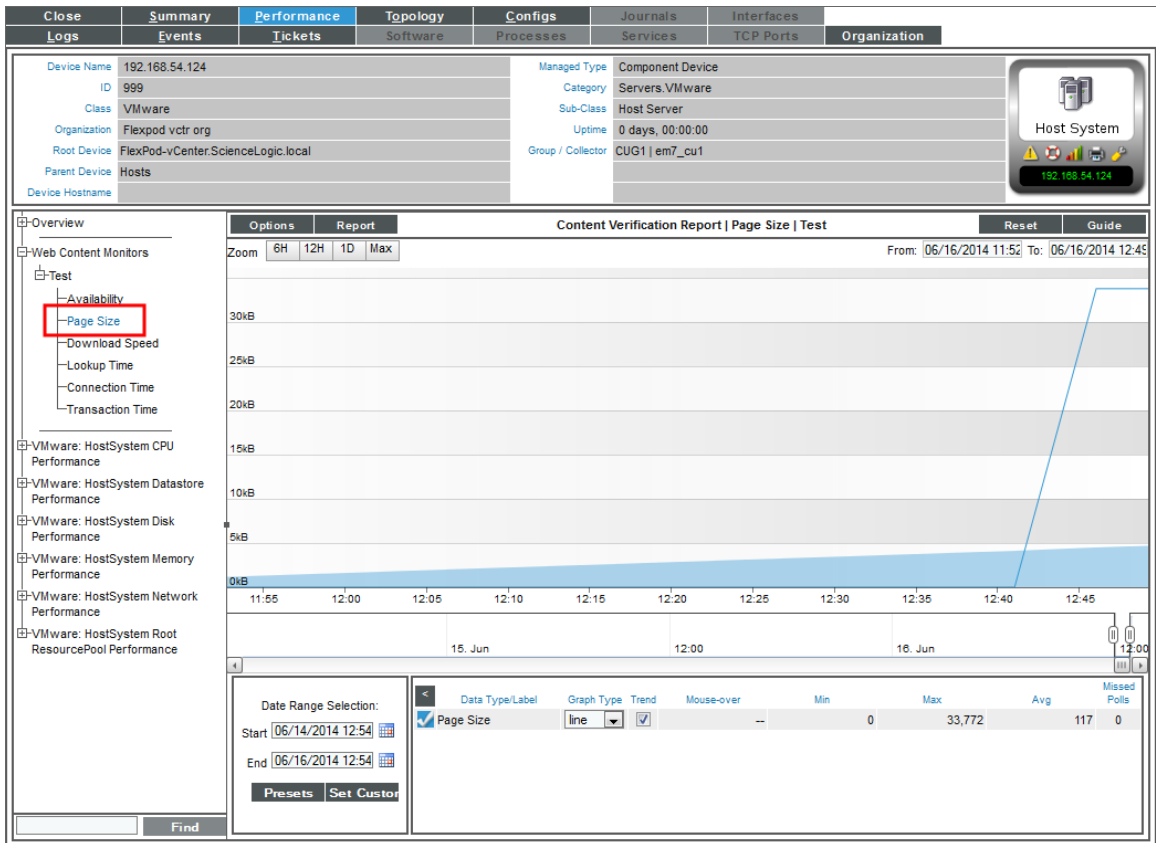 Close Summary Performance Topology Configs Journals Interfaces
Logs Events Tickets Software Processes Services TCP Ports Organization
Device Name 192.168.54.124 Managed Type Component Device
ID 999 Category Servers.VMware
Class VMware Sub-Class Host Server
Organization Flexpod vctr org Uptime 0 days, 00:00:00
Root Device FlexPod-vCenter.ScienceLogic.local Group / Collector CUG1 | em7_cu1
Parent Device Hosts
Device Hostname
Host System
192.168.54.124
Overview
Web Content Monitors
Test
Availability
Page Size
Download Speed
Lookup Time
Connection Time
Transaction Time
VMware: HostSystem CPU
Performance
VMware: HostSystem Datastore
Performance
VMware: HostSystem Disk
Performance
VMware: HostSystem Memory
Performance
VMware: HostSystem Network
Performance
VMware: HostSystem Root
ResourcePool Performance
Find
Options Report Content Verification Report | Page Size | Test Reset Guide
Zoom 6H 12H 1D Max From: 06/16/2014 11:52 To: 06/16/2014 12:49
30kB
25kB
20kB
15kB
10kB
5kB
0kB
11:55 12:00 12:05 12:10 12:15 12:20 12:25 12:30 12:35 12:40 12:45
15. Jun 12:00 16. Jun 12:00
Date Range Selection:
Start 06/14/2014 12:54
End 06/16/2014 12:54
Presets Set Custor
< Data Type/Label Graph Type Trend Mouse-over Min Max Avg Missed Polls
Page Size line -- 0 33,772 117 0